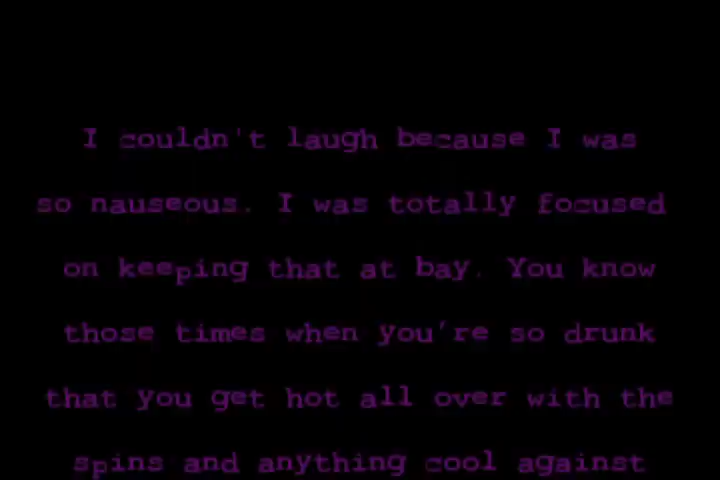 I couldn't laugh because I was
so nauseous. I was totally focused
on keeping that at bay. You know
those times when you're so drunk
that you get hot all over with the
spins and anything cool against